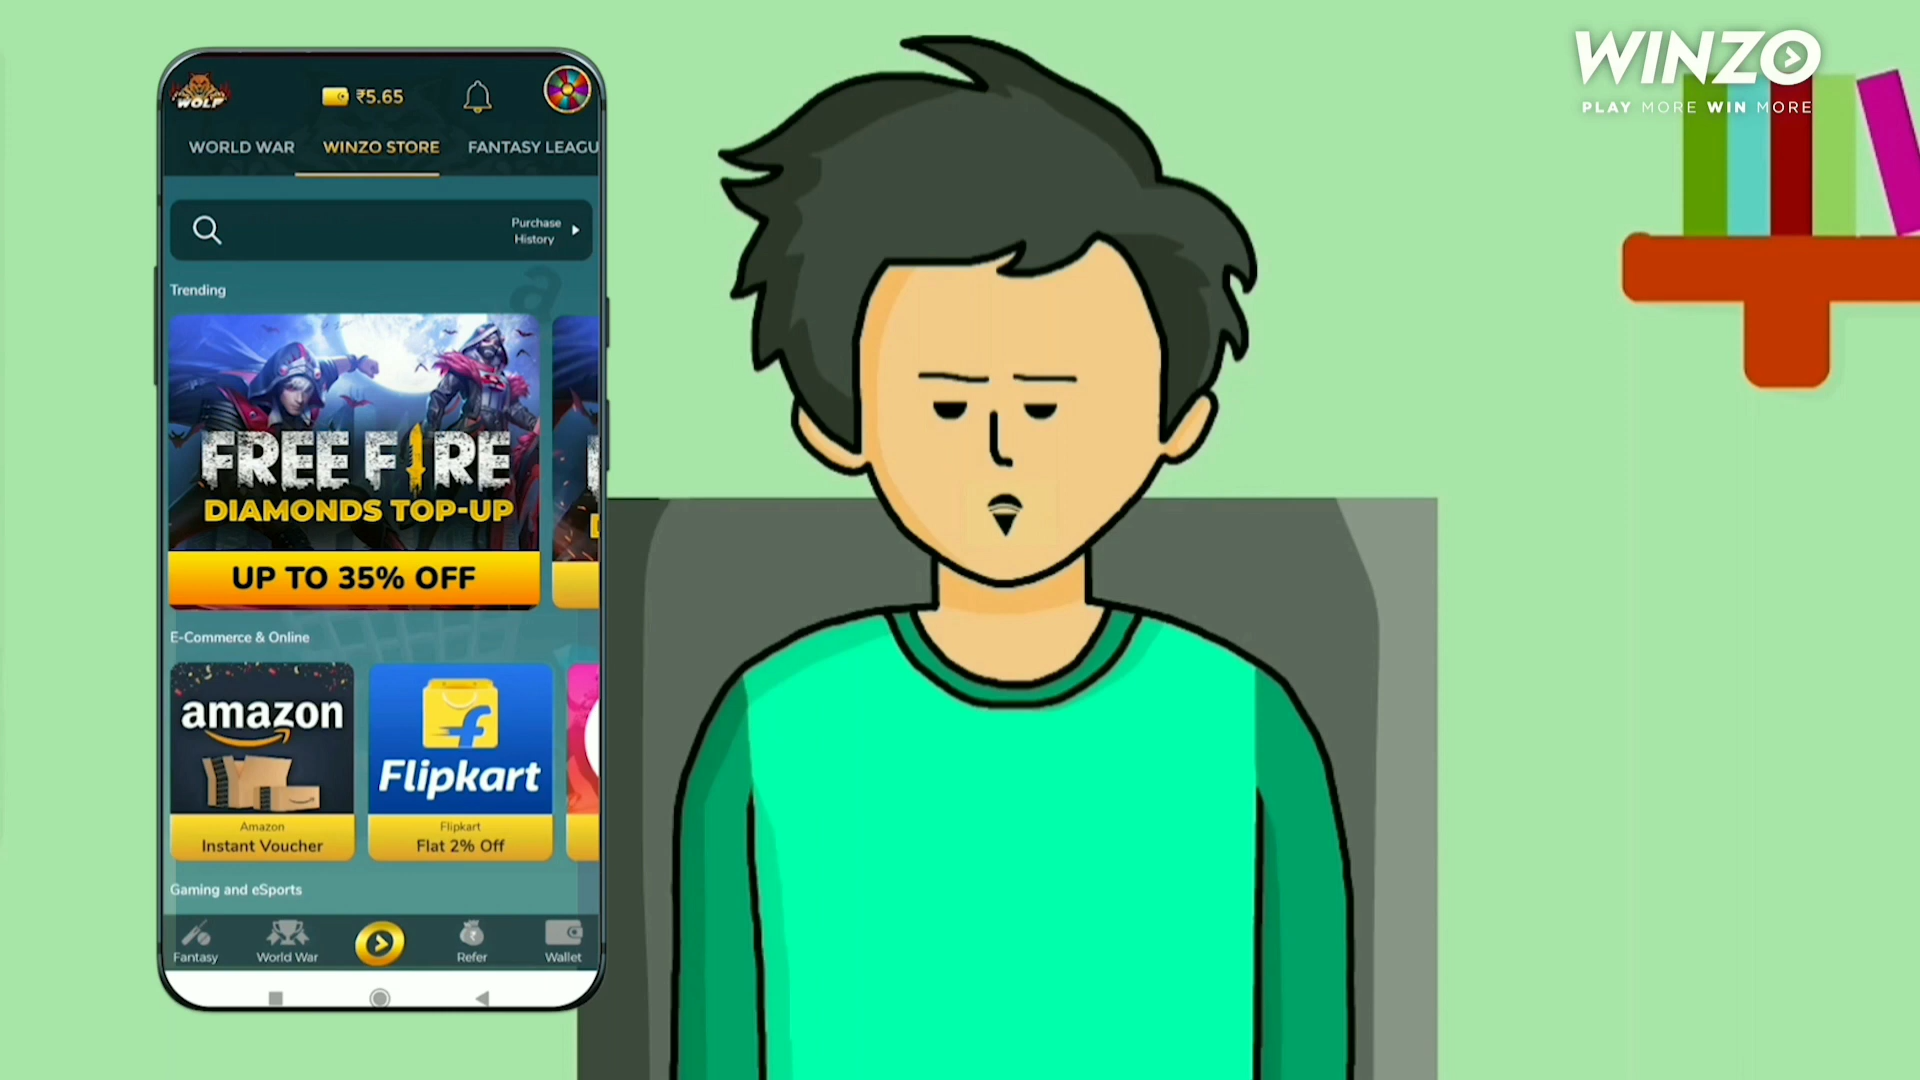 WINZO
PLAY MORE WIN MORE
WOLF
₹5.65
WORLD WAR
WINZO STORE
FANTASY LEAGU
Purchase
History
Trending
FREE FIRE
DIAMONDS TOP-UP
UP TO 35% OFF
E-Commerce & Online
amazon
Flipkart
Amazon
Instant Voucher
Flipkart
Flat 2% Off
Gaming and eSports
Fantasy
World War
Refer
Wallet